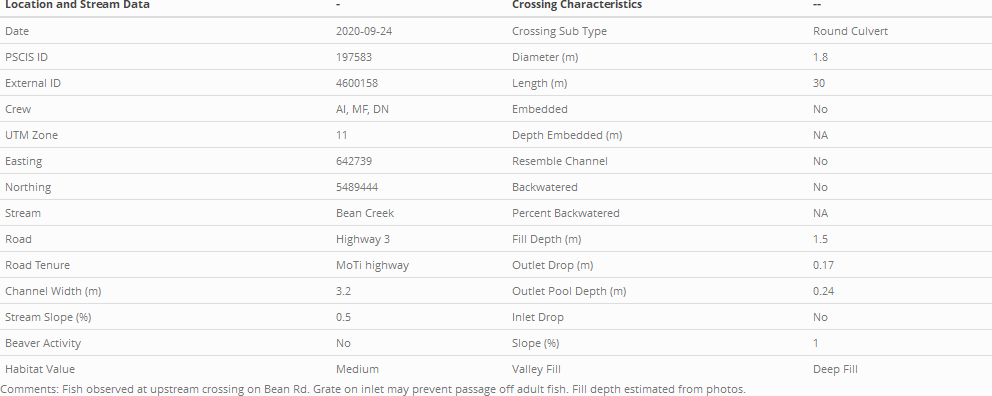 Location and Stream Data - Crossing Characteristics --
Date 2020-09-24 Crossing Sub Type Round Culvert
PSCIS ID 197583 Diameter (m) 1.8
External ID 4600158 Length (m) 30
Crew AI, MF, DN Embedded No
UTM Zone 11 Depth Embedded (m) NA
Easting 642739 Resemble Channel No
Northing 5489444 Backwatered No
Stream Bean Creek Percent Backwatered NA
Road Highway 3 Fill Depth (m) 1.5
Road Tenure MoTi highway Outlet Drop (m) 0.17
Channel Width (m) 3.2 Outlet Pool Depth (m) 0.24
Stream Slope (%) 0.5 Inlet Drop No
Beaver Activity No Slope (%) 1
Habitat Value Medium Valley Fill Deep Fill
Comments: Fish observed at upstream crossing on Bean Rd. Grate on inlet may prevent passage off adult fish. Fill depth estimated from photos.